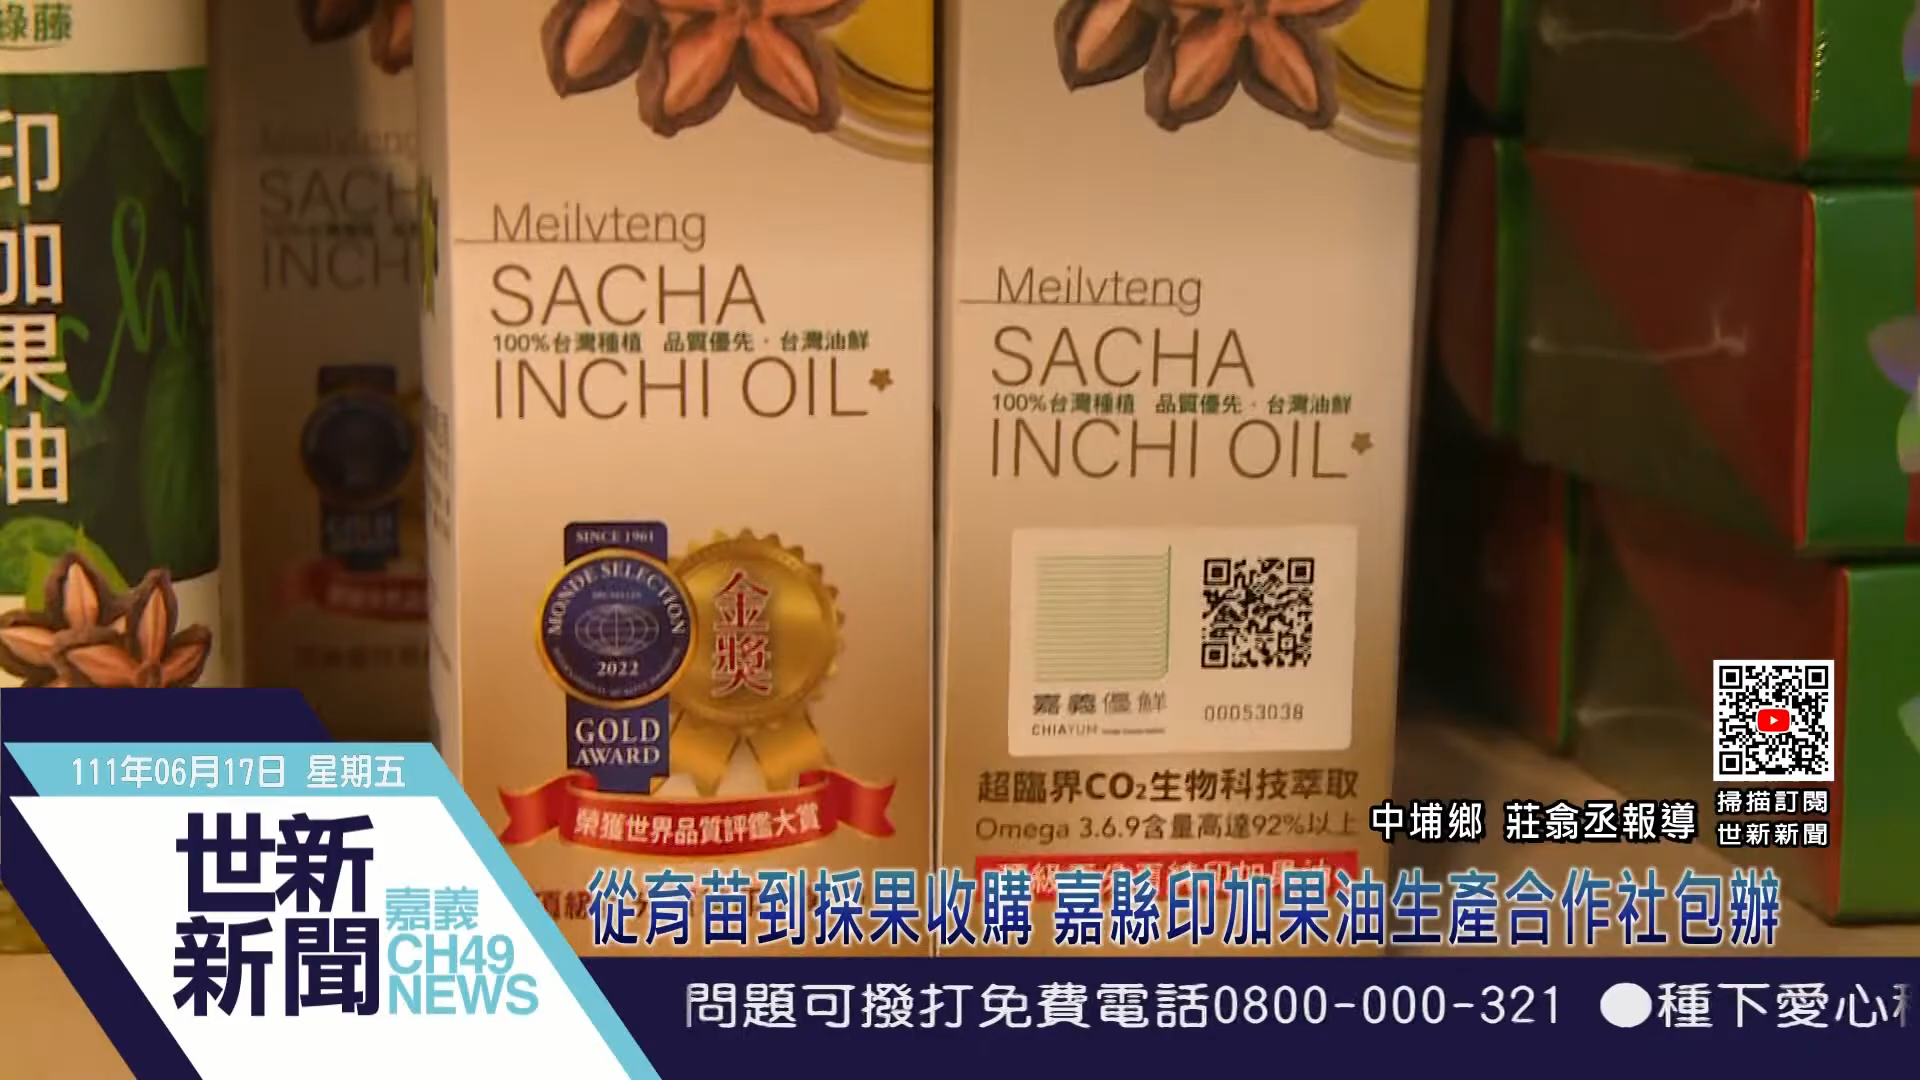 綠藤
印加果油
Meilvteng
SACHA
INCHI
GOLD
Meilvteng
SACHA
100%台灣種植 品質優先・台灣油鮮
INCHI OIL
SINCE 1961
MONDE SELECTION
BRUSSELS
2022
GOLD
AWARD
金獎
榮獲世界品質評鑑大賞
Meilvteng
SACHA
100%台灣種植 品質優先・台灣油鮮
INCHI OIL
嘉義優鮮
CHIAYUM
00053038
超臨界CO₂生物科技萃取
Omega 3.6.9含量高達92%以上
掃描訂閱
世新新聞
中埔鄉 莊翕丞報導
111年06月17日 星期五
世新
新聞
嘉義
CH49
NEWS
從育苗到採果收購 嘉縣印加果油生產合作社包辦
問題可撥打免費電話0800-000-321 ●種下愛心